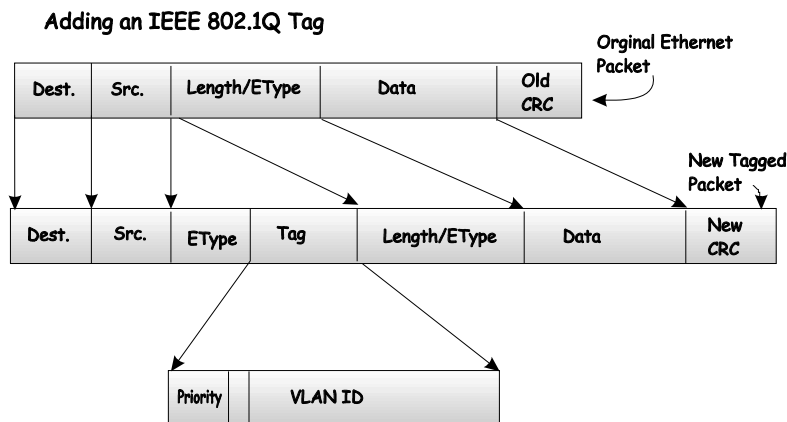 Adding an IEEE 802.1Q Tag
Orginal Ethernet
Packet
Dest.
Src.
Length/EType
Data
Old
CRC
New Tagged
Packet
Dest.
Src.
EType
Tag
Length/EType
Data
New
CRC
Priority
VLAN ID